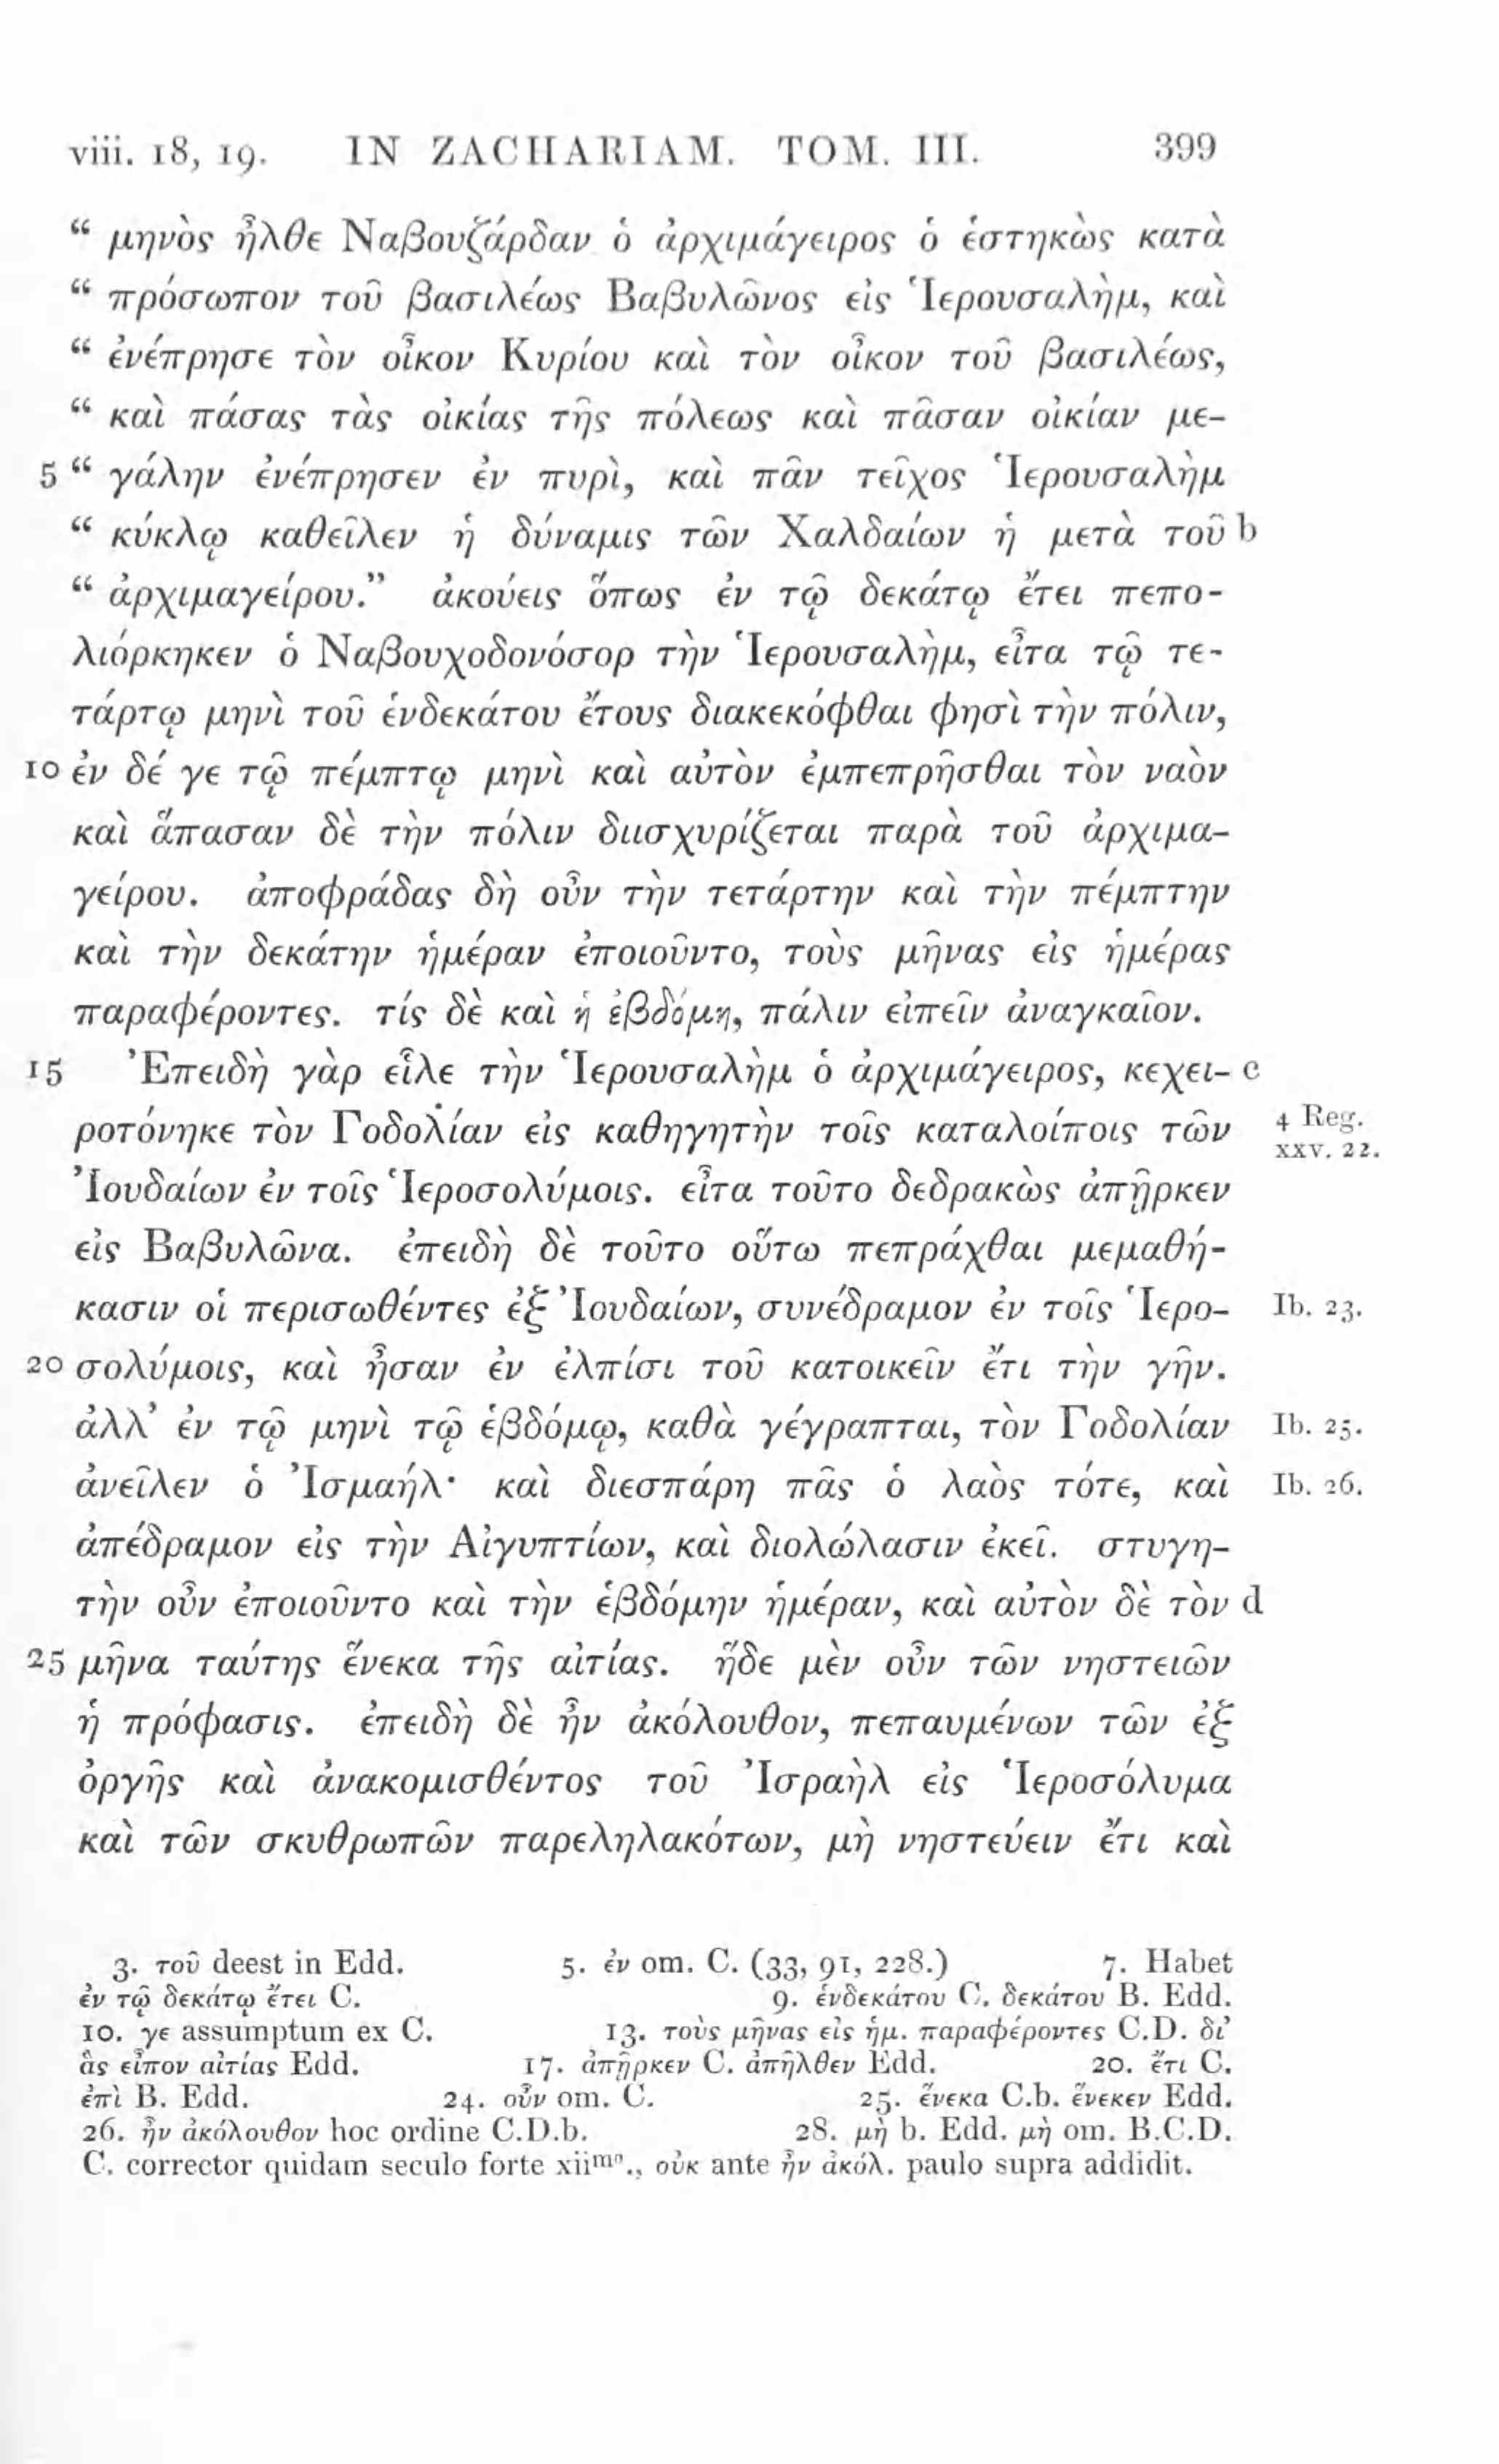 viii. 18, 19. IN ZACHARIAM. TOM. III. 399
“ μηνὸς ἦλθε Ναβουζάρδαν ὁ ἀρχιμάγειρος ὁ ἑστηκὼς κατὰ
“ πρόσωπον τοῦ βασιλέως Βαβυλῶνος εἰς Ἱερουσαλὴμ, καὶ
“ ἐνέπρησε τὸν οἶκον Κυρίου καὶ τὸν οἶκον τοῦ βασιλέως,
“ καὶ πάσας τὰς οἰκίας τῆς πόλεως καὶ πᾶσαν οἰκίαν με-
5 “ γάλην ἐνέπρησεν ἐν πυρὶ, καὶ πᾶν τεῖχος Ἱερουσαλὴμ
“ κύκλῳ καθεῖλεν ἡ δύναμις τῶν Χαλδαίων ἡ μετὰ τοῦ b
“ ἀρχιμαγείρου.” ἀκούεις ὅπως ἐν τῷ δεκάτῳ ἔτει πεπο-
λιόρκηκεν ὁ Ναβουχοδονόσορ τὴν Ἱερουσαλὴμ, εἶτα τῷ τε-
τάρτῳ μηνὶ τοῦ ἑνδεκάτου ἔτους διακεκόφθαι φησὶ τὴν πόλιν,
10 ἐν δέ γε τῷ πέμπτῳ μηνὶ καὶ αὐτὸν ἐμπεπρῆσθαι τὸν ναὸν
καὶ ἅπασαν δὲ τὴν πόλιν διισχυρίζεται παρὰ τοῦ ἀρχιμα-
γείρου. ἀποφράδας δὴ οὖν τὴν τετάρτην καὶ τὴν πέμπτην
καὶ τὴν δεκάτην ἡμέραν ἐποιοῦντο, τοὺς μῆνας εἰς ἡμέρας
παραφέροντες. τίς δὲ καὶ ἡ ἑβδόμη, πάλιν εἰπεῖν ἀναγκαῖον.
15 Ἐπειδὴ γὰρ εἷλε τὴν Ἱερουσαλὴμ ὁ ἀρχιμάγειρος, κεχει- c
ροτόνηκε τὸν Γοδολίαν εἰς καθηγητὴν τοῖς καταλοίποις τῶν 4 Reg. xxv. 22.
Ἰουδαίων ἐν τοῖς Ἱεροσολύμοις. εἶτα τοῦτο δεδρακὼς ἀπῇρκεν
εἰς Βαβυλῶνα. ἐπειδὴ δὲ τοῦτο οὕτω πεπράχθαι μεμαθή-
κασιν οἱ περισωθέντες ἐξ Ἰουδαίων, συνέδραμον ἐν τοῖς Ἱερο- Ib. 23.
20 σολύμοις, καὶ ἦσαν ἐν ἐλπίσι τοῦ κατοικεῖν ἔτι τὴν γῆν.
ἀλλ’ ἐν τῷ μηνὶ τῷ ἑβδόμῳ, καθὰ γέγραπται, τὸν Γοδολίαν Ib. 25.
ἀνεῖλεν ὁ Ἰσμαήλ· καὶ διεσπάρη πᾶς ὁ λαὸς τότε, καὶ Ib. 26.
ἀπέδραμον εἰς τὴν Αἰγυπτίων, καὶ διολώλασιν ἐκεῖ. στυγη-
τὴν οὖν ἐποιοῦντο καὶ τὴν ἑβδόμην ἡμέραν, καὶ αὐτὸν δὲ τὸν d
25 μῆνα ταύτης ἕνεκα τῆς αἰτίας. ἥδε μὲν οὖν τῶν νηστειῶν
ἡ πρόφασις. ἐπειδὴ δὲ ἦν ἀκόλουθον, πεπαυμένων τῶν ἐξ
ὀργῆς καὶ ἀνακομισθέντος τοῦ Ἰσραὴλ εἰς Ἱεροσόλυμα
καὶ τῶν σκυθρωπῶν παρεληλακότων, μὴ νηστεύειν ἔτι καὶ
3. τοῦ deest in Edd. 5. ἐν om. C. (33, 91, 228.) 7. Habet
ἐν τῷ δεκάτῳ ἔτει C. 9. ἑνδεκάτου C. δεκάτου B. Edd.
10. γε assumptum ex C. 13. τοὺς μῆνας εἰς ἡμ. παραφέροντες C.D. δι’
ἃς εἶπον αἰτίας Edd. 17. ἀπῇρκεν C. ἀπῆλθεν Edd. 20. ἔτι C.
ἐπὶ B. Edd. 24. οὖν om. C. 25. ἕνεκα C.b. ἕνεκεν Edd.
26. ἦν ἀκόλουθον hoc ordine C.D.b. 28. μὴ b. Edd. μὴ om. B.C.D.
C. corrector quidam seculo forte xiimo., οὐκ ante ἦν ἀκόλ. paulo supra addidit.